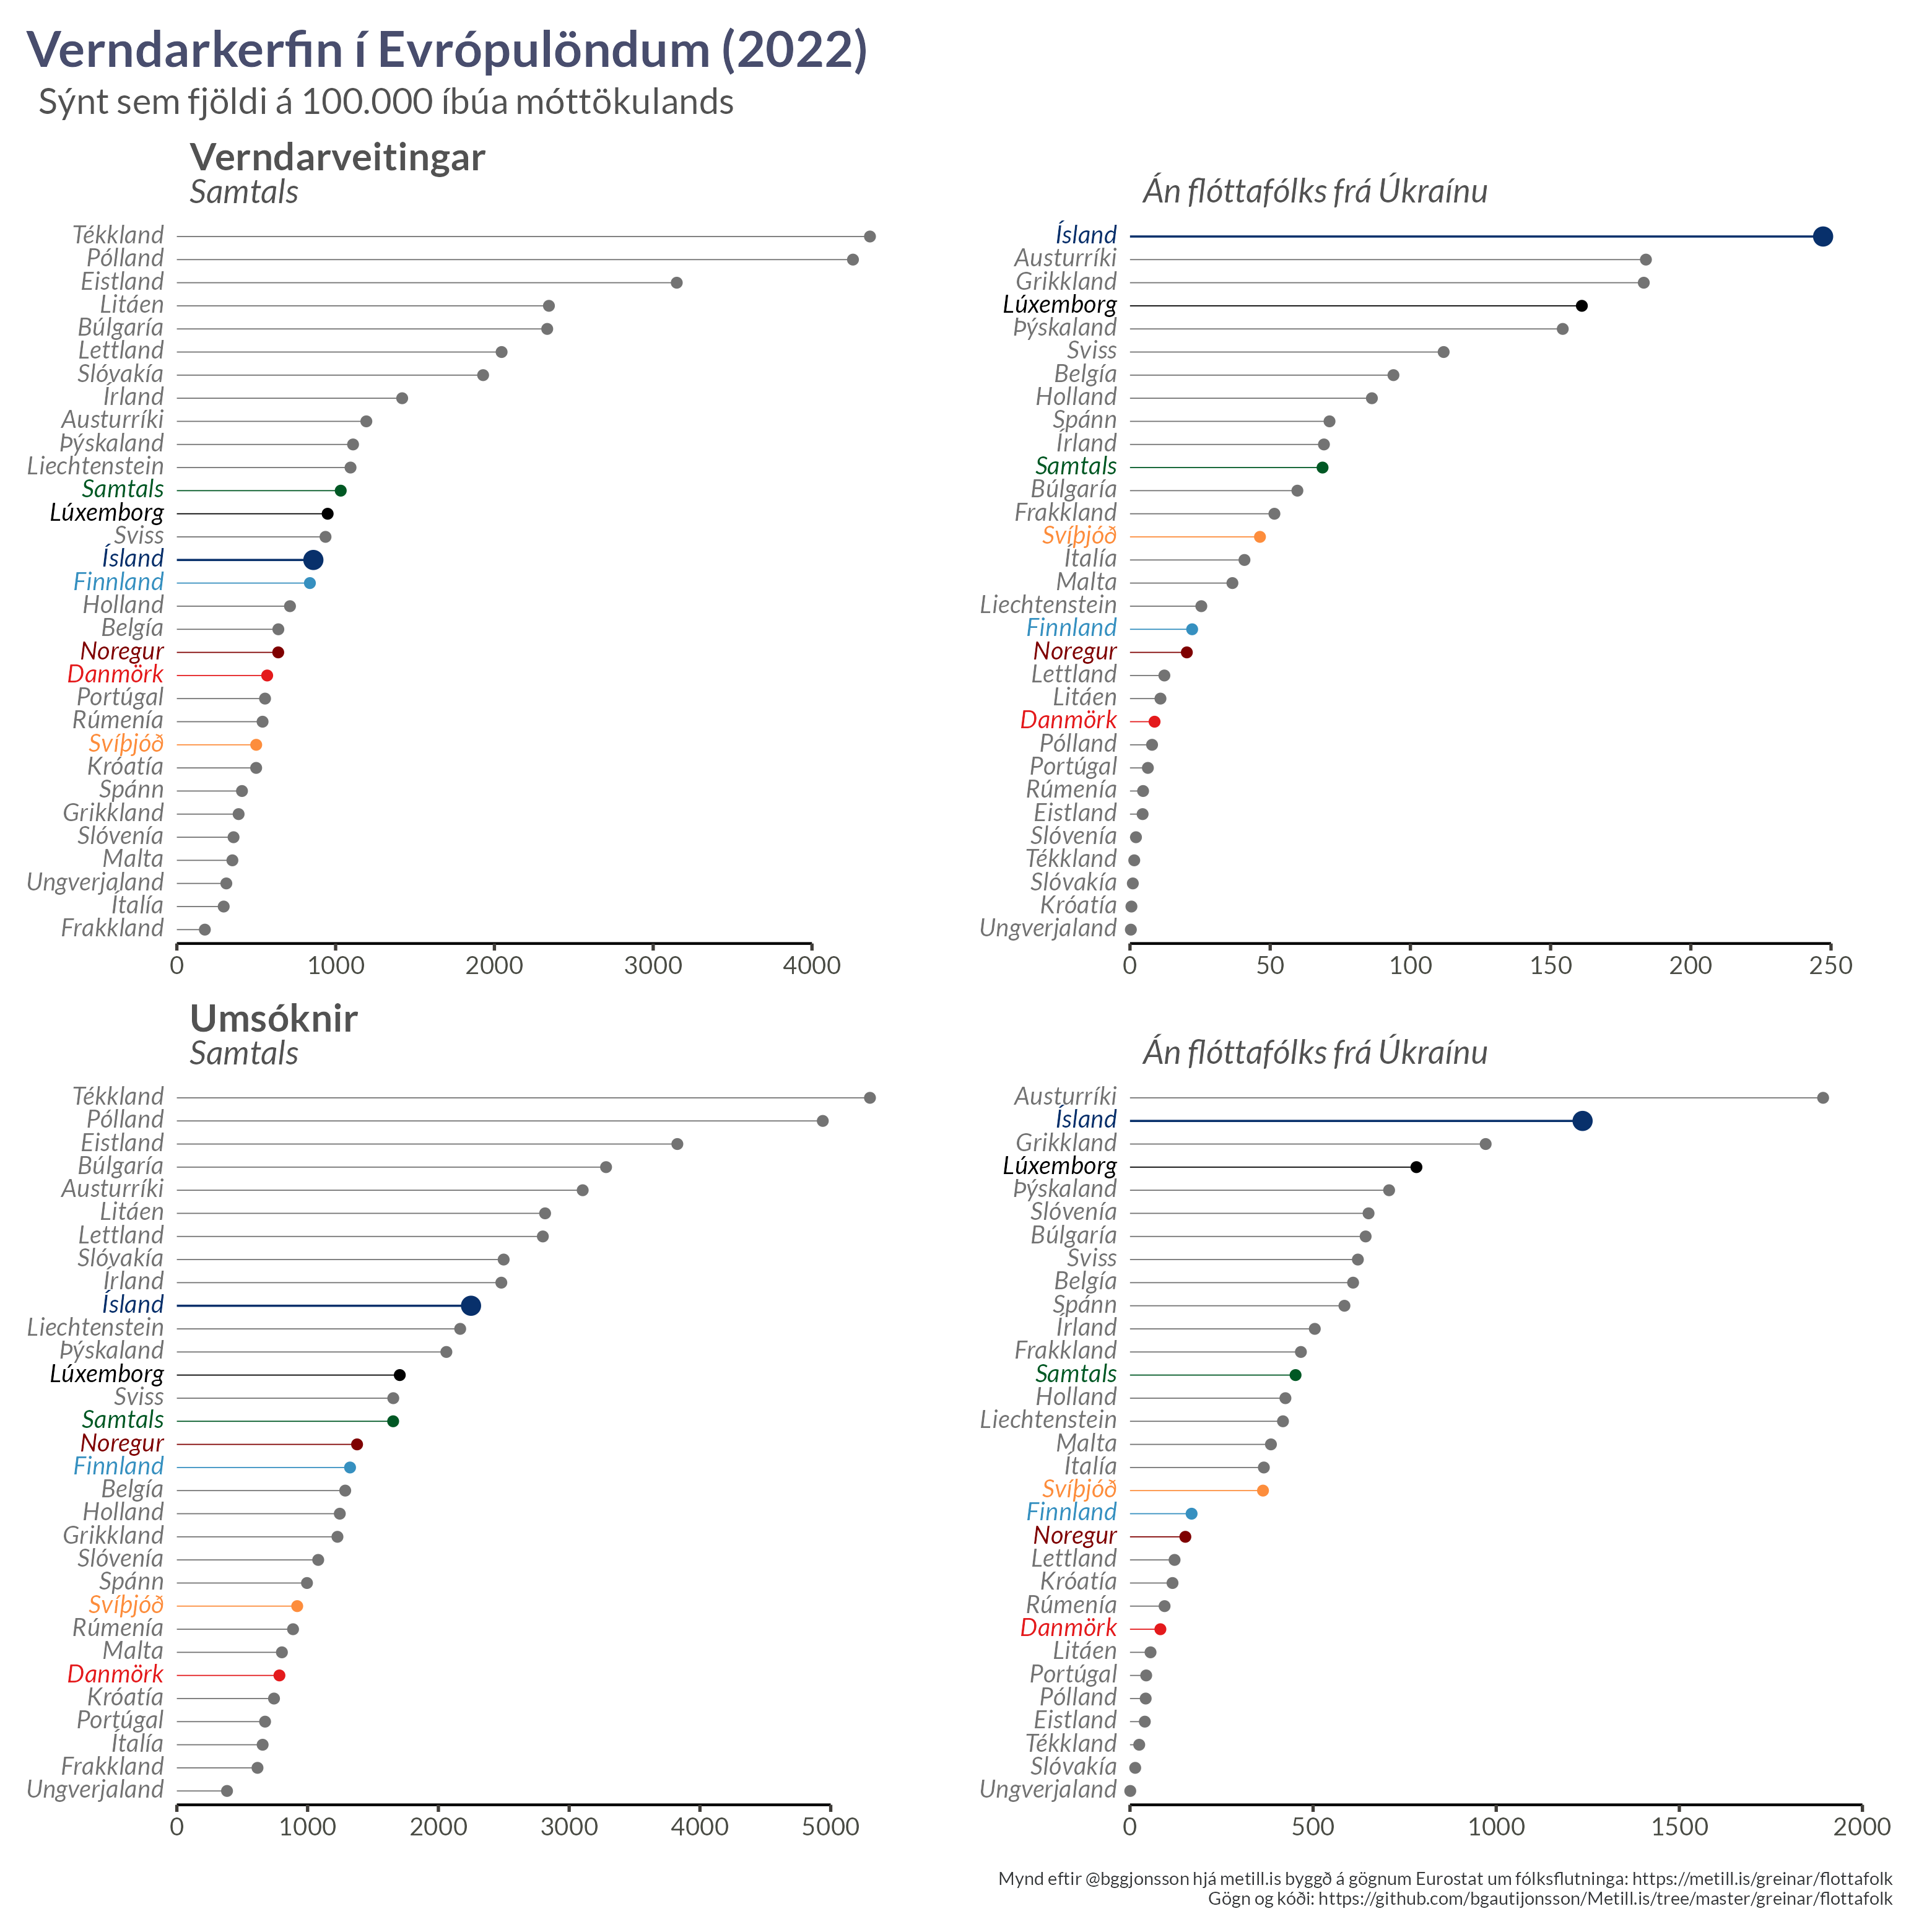 Verndarkerfin í Evrópulöndum (2022)
Sýnt sem fjöldi á 100.000 íbúa móttökulands
Verndarveitingar
Samtals
Tékkland
Pólland
Eistland
Litáen
Búlgaría
Lettland
Slóvakía
Írland
Austurríki
Þýskaland
Liechtenstein
Samtals
Lúxemborg
Sviss
Ísland
Finnland
Holland
Belgía
Noregur
Danmörk
Portúgal
Rúmenía
Svíþjóð
Króatía
Spánn
Grikkland
Slóvenía
Malta
Ungverjaland
Ítalía
Frakkland
0 1000 2000 3000 4000
Án flóttafólks frá Úkraínu
Ísland
Austurríki
Grikkland
Lúxemborg
Þýskaland
Sviss
Belgía
Holland
Spánn
Írland
Samtals
Búlgaría
Frakkland
Svíþjóð
Ítalía
Malta
Liechtenstein
Finnland
Noregur
Lettland
Litáen
Danmörk
Pólland
Portúgal
Rúmenía
Eistland
Slóvenía
Tékkland
Slóvakía
Króatía
Ungverjaland
0 50 100 150 200 250
Umsóknir
Samtals
Tékkland
Pólland
Eistland
Búlgaría
Austurríki
Litáen
Lettland
Slóvakía
Írland
Ísland
Liechtenstein
Þýskaland
Lúxemborg
Sviss
Samtals
Noregur
Finnland
Belgía
Holland
Grikkland
Slóvenía
Spánn
Svíþjóð
Rúmenía
Malta
Danmörk
Króatía
Portúgal
Ítalía
Frakkland
Ungverjaland
0 1000 2000 3000 4000 5000
Án flóttafólks frá Úkraínu
Austurríki
Ísland
Grikkland
Lúxemborg
Þýskaland
Slóvenía
Búlgaría
Sviss
Belgía
Spánn
Írland
Frakkland
Samtals
Holland
Liechtenstein
Malta
Ítalía
Svíþjóð
Finnland
Noregur
Lettland
Króatía
Rúmenía
Danmörk
Litáen
Portúgal
Pólland
Eistland
Tékkland
Slóvakía
Ungverjaland
0 500 1000 1500 2000
Mynd eftir @bggjonsson hjá metill.is byggð á gögnum Eurostat um fólksflutninga: https://metill.is/greinar/flottafolk
Gögn og kóði: https://github.com/bgautijonsson/Metill.is/tree/master/greinar/flottafolk